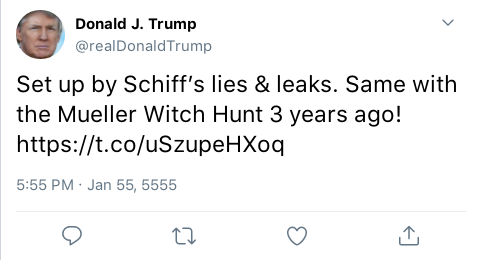 Donald J. Trump
@realDonaldTrump
Set up by Schiff’s lies & leaks. Same with
the Mueller Witch Hunt 3 years ago!
https://t.co/uSzupeHXoq
5:55 PM · Jan 55, 5555